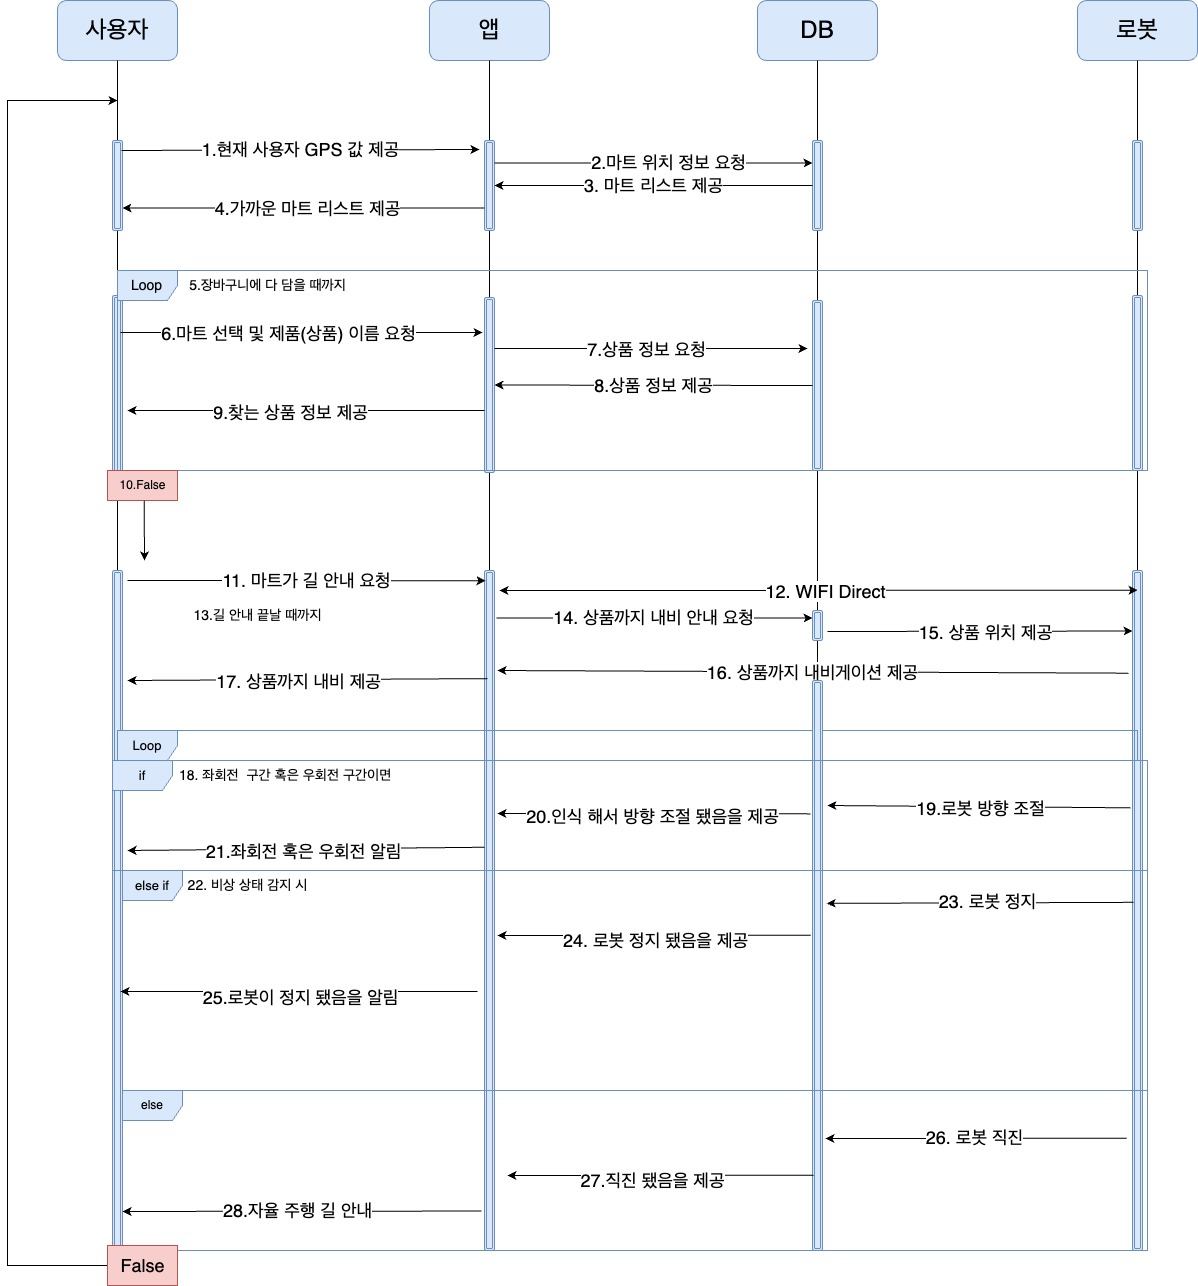 사용자
앱
DB
로봇
1.현재 사용자 GPS 값 제공
2.마트 위치 정보 요청
3. 마트 리스트 제공
4.가까운 마트 리스트 제공
Loop
5.장바구니에 다 담을 때까지
6.마트 선택 및 제품(상품) 이름 요청
7.상품 정보 요청
8.상품 정보 제공
9.찾는 상품 정보 제공
10.False
11. 마트가 길 안내 요청
12. WIFI Direct
13.길 안내 끝날 때까지
14. 상품까지 내비 안내 요청
15. 상품 위치 제공
16. 상품까지 내비게이션 제공
17. 상품까지 내비 제공
Loop
if
18. 좌회전 구간 혹은 우회전 구간이면
19.로봇 방향 조절
20.인식 해서 방향 조절 됐음을 제공
21.좌회전 혹은 우회전 알림
else if
22. 비상 상태 감지 시
23. 로봇 정지
24. 로봇 정지 됐음을 제공
25.로봇이 정지 됐음을 알림
else
26. 로봇 직진
27.직진 됐음을 제공
28.자율 주행 길 안내
False